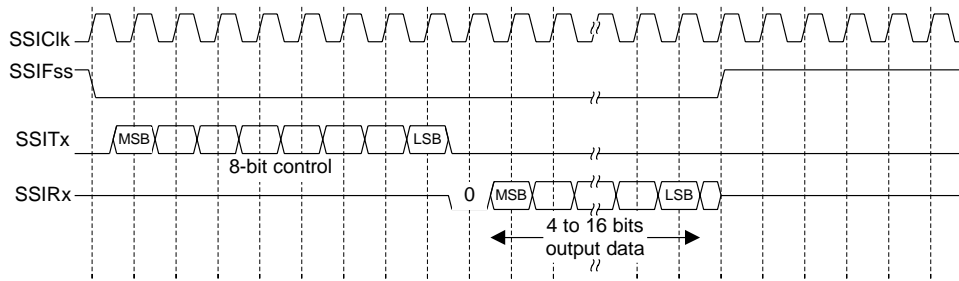 SSIClk
SSIFss
SSITx
MSB
LSB
8-bit control
SSIRx
0
MSB
LSB
4 to 16 bits
output data